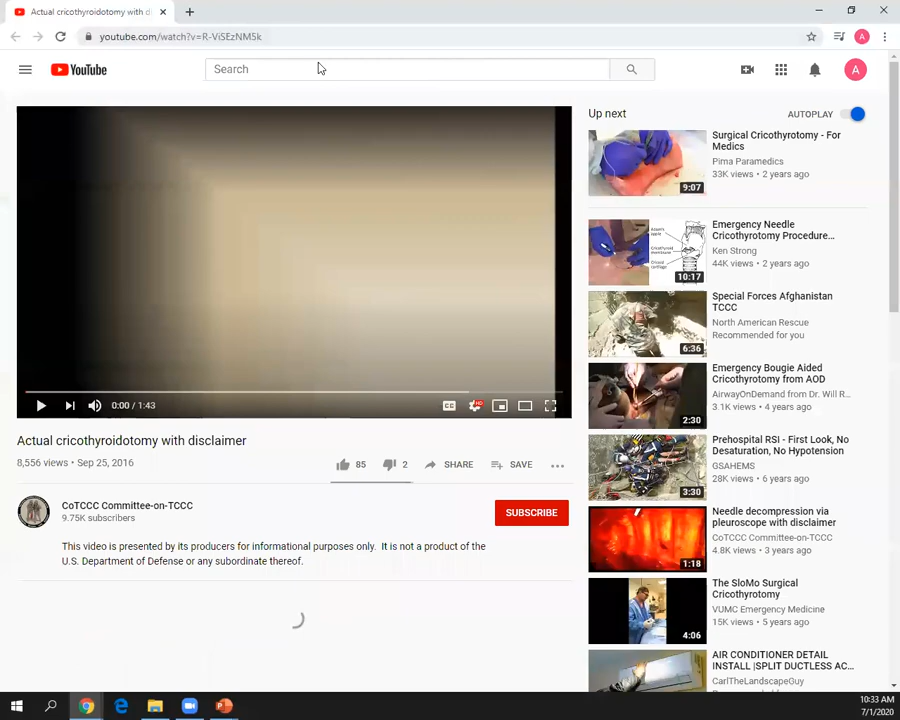 Actual cricothyroidotomy with dis
youtube.com/watch?v=R-ViSEzNM5k
A
YouTube
Search
A
0:00 / 1:43
CC
HD
Actual cricothyroidotomy with disclaimer
8,556 views • Sep 25, 2016
85
2
SHARE
SAVE
CoTCCC Committee-on-TCCC
9.75K subscribers
SUBSCRIBE
This video is presented by its producers for informational purposes only. It is not a product of the
U.S. Department of Defense or any subordinate thereof.
Up next
AUTOPLAY
Surgical Cricothyrotomy - For
Medics
Pima Paramedics
33K views • 2 years ago
9:07
Emergency Needle
Cricothyrotomy Procedure...
Ken Strong
44K views • 2 years ago
10:17
Special Forces Afghanistan
TCCC
North American Rescue
Recommended for you
6:36
Emergency Bougie Aided
Cricothyrotomy from AOD
AirwayOnDemand from Dr. Will R...
3.1K views • 4 years ago
2:30
Prehospital RSI - First Look, No
Desaturation, No Hypotension
GSAHEMS
28K views • 6 years ago
3:30
Needle decompression via
pleuroscope with disclaimer
CoTCCC Committee-on-TCCC
4.8K views • 3 years ago
1:18
The SloMo Surgical
Cricothyrotomy
VUMC Emergency Medicine
15K views • 5 years ago
4:06
AIR CONDITIONER DETAIL
INSTALL |SPLIT DUCTLESS AC...
CarlTheLandscapeGuy
10:33 AM
7/1/2020